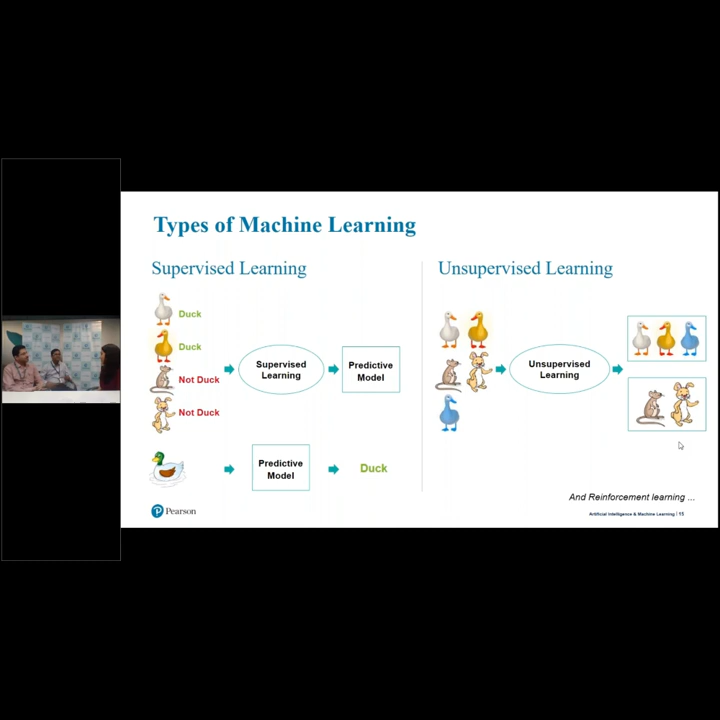 Types of Machine Learning
Supervised Learning
Duck
Duck
Not Duck
Not Duck
Supervised
Learning
Predictive
Model
Predictive
Model
Duck
Unsupervised Learning
Unsupervised
Learning
And Reinforcement learning ...
Pearson
Artificial Intelligence & Machine Learning | 15